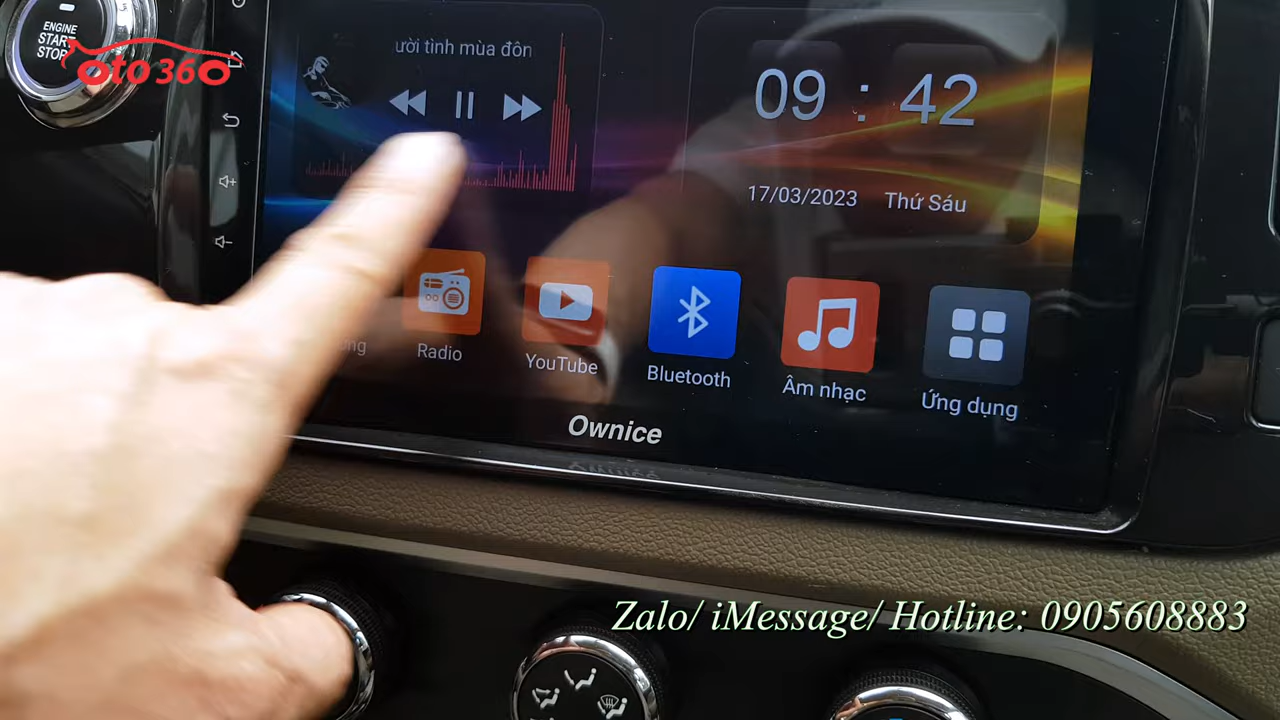 ENGINE
START
STOP
oto360
ười tình mùa đôn
09 : 42
17/03/2023 Thứ Sáu
ng
Radio
YouTube
Bluetooth
Âm nhạc
Ứng dụng
Ownice
Zalo/ iMessage/ Hotline: 0905608883